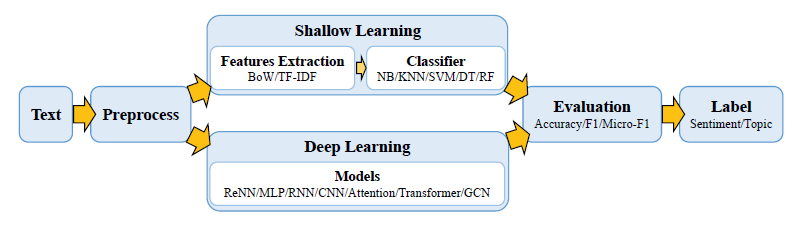 Text
Preprocess
Shallow Learning
Features Extraction
BoW/TF-IDF
Classifier
NB/KNN/SVM/DT/RF
Deep Learning
Models
ReNN/MLP/RNN/CNN/Attention/Transformer/GCN
Evaluation
Accuracy/F1/Micro-F1
Label
Sentiment/Topic